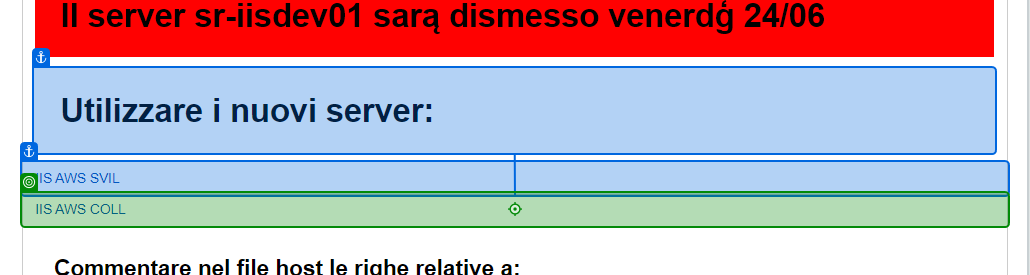 Il server sr-iisdev01 sarą dismesso venerdģ 24/06
Utilizzare i nuovi server:
IIS AWS SVIL
IIS AWS COLL
Commentare nel file host le righe relative a: